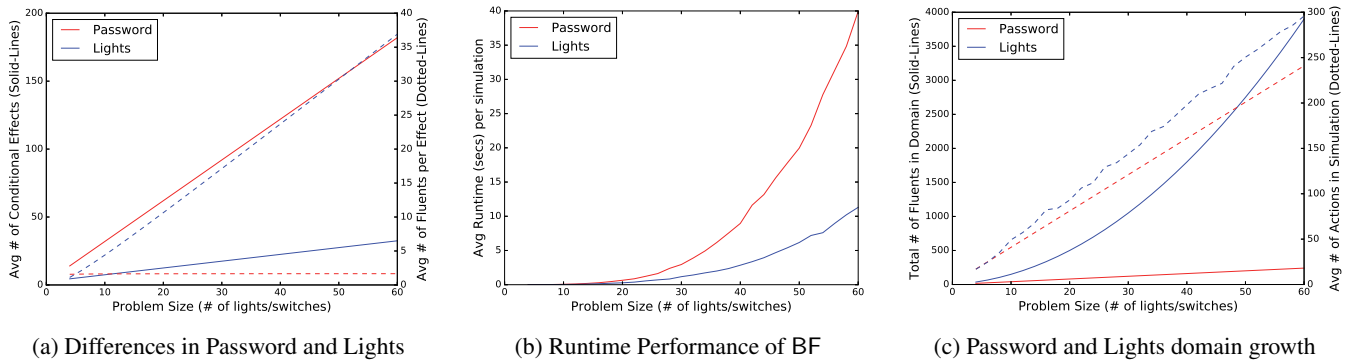 200
150
100
50
0
Avg # of Conditional Effects (Solid-Lines)
Password
Lights
40
35
30
25
20
15
10
5
0
Avg # of Fluents per Effect (Dotted-Lines)
0 10 20 30 40 50 60
Problem Size (# of lights/switches)
(a) Differences in Password and Lights
40
35
30
25
20
15
10
5
0
Avg Runtime (secs) per simulation
Password
Lights
0 10 20 30 40 50 60
Problem Size (# of lights/switches)
(b) Runtime Performance of BF
4000
3500
3000
2500
2000
1500
1000
500
0
Total # of Fluents in Domain (Solid-Lines)
Password
Lights
300
250
200
150
100
50
0
Avg # of Actions in Simulation (Dotted-Lines)
0 10 20 30 40 50 60
Problem Size (# of lights/switches)
(c) Password and Lights domain growth